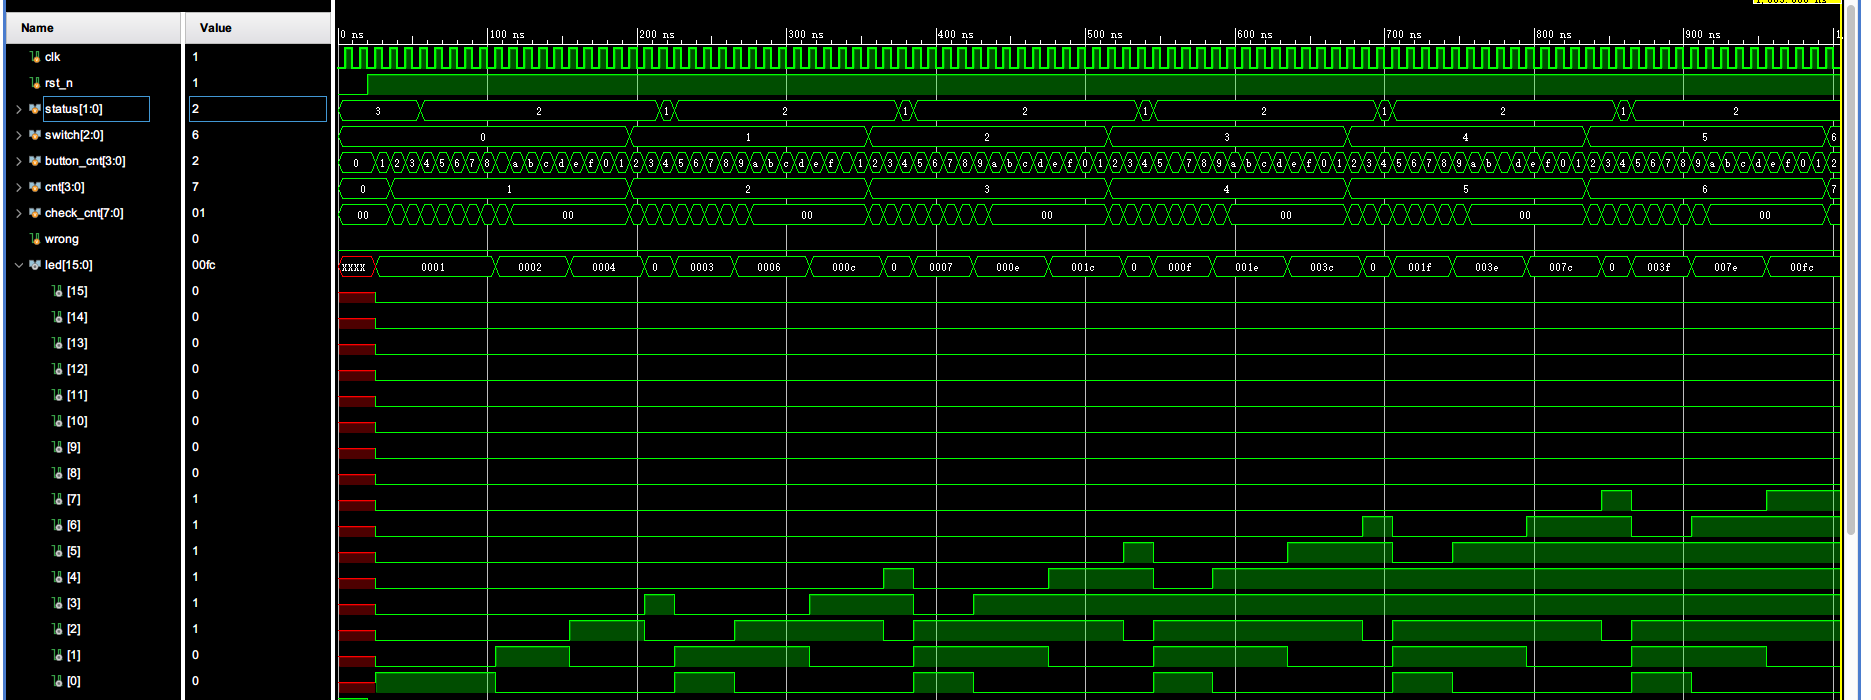 Name Value
0 ns 100 ns 200 ns 300 ns 400 ns 500 ns 600 ns 700 ns 800 ns 900 ns
clk 1
rst_n 1
status[1:0] 2 3 2 1 2 1 2 1 2 1 2 1 2
switch[2:0] 6 0 1 2 3 4 5 6
button_cnt[3:0] 2 0 1 2 3 4 5 6 7 8 a b c d e f 0 1 2 3 4 5 6 7 8 9 a b c d e f 1 2 3 4 5 6 7 8 9 a b c d e f 0 1 2 3 4 5 7 8 9 a b c d e f 0 1 2 3 4 5 6 7 8 9 a b d e f 0 1 2 3 4 5 6 7 8 9 a b c d e f 0 1 2
cnt[3:0] 7 0 1 2 3 4 5 6 7
check_cnt[7:0] 01 00 00 00 00 00 00 00
wrong 0
led[15:0] 00fc XXXX 0001 0002 0004 0 0003 0006 000c 0 0007 000e 001c 0 000f 001e 003c 0 001f 003e 007c 0 003f 007e 00fc
[15] 0
[14] 0
[13] 0
[12] 0
[11] 0
[10] 0
[9] 0
[8] 0
[7] 1
[6] 1
[5] 1
[4] 1
[3] 1
[2] 1
[1] 0
[0] 0